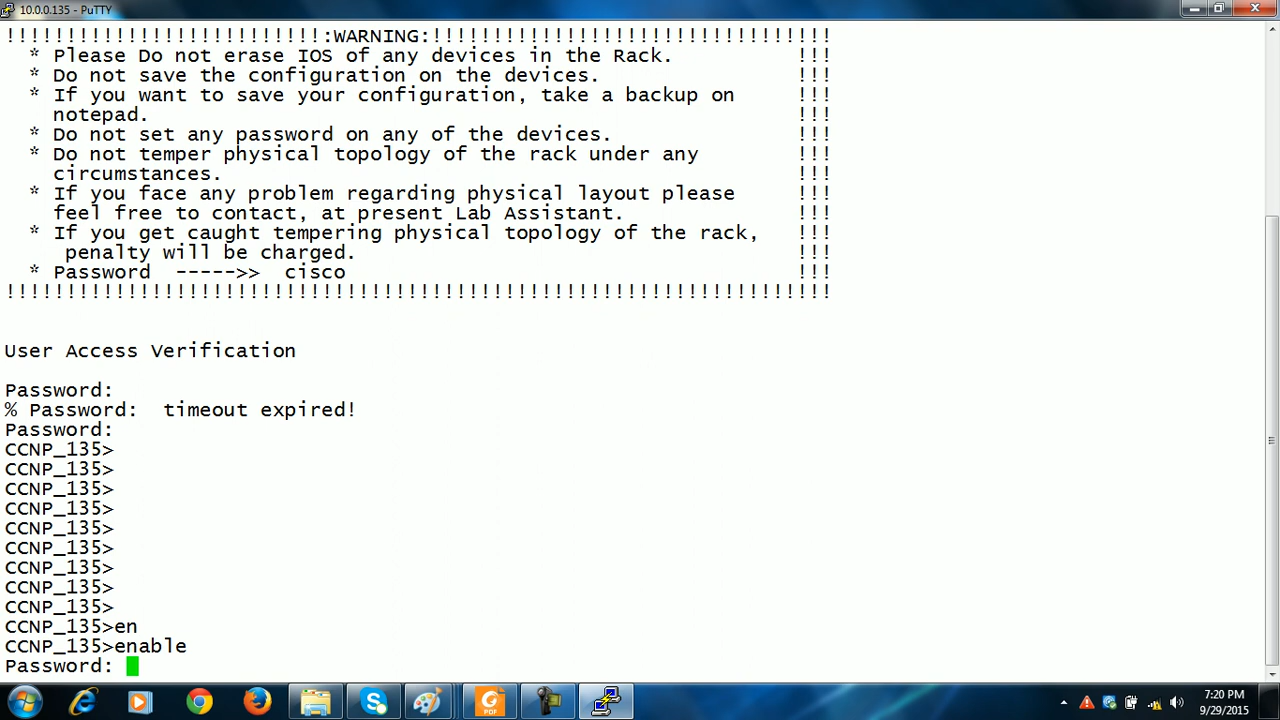 10.0.0.135 - PuTTY
!!!!!!!!!!!!!!!!!!!!!!!!!!:WARNING:!!!!!!!!!!!!!!!!!!!!!!!!!!!!!!!!!
* Please Do not erase IOS of any devices in the Rack. !!!
* Do not save the configuration on the devices. !!!
* If you want to save your configuration, take a backup on !!!
notepad. !!!
* Do not set any password on any of the devices. !!!
* Do not temper physical topology of the rack under any !!!
circumstances. !!!
* If you face any problem regarding physical layout please !!!
feel free to contact, at present Lab Assistant. !!!
* If you get caught tempering physical topology of the rack, !!!
penalty will be charged. !!!
* Password ----->> cisco !!!
!!!!!!!!!!!!!!!!!!!!!!!!!!!!!!!!!!!!!!!!!!!!!!!!!!!!!!!!!!!!!!!!!!!!
User Access Verification
Password:
% Password: timeout expired!
Password:
CCNP_135>
CCNP_135>
CCNP_135>
CCNP_135>
CCNP_135>
CCNP_135>
CCNP_135>
CCNP_135>
CCNP_135>
CCNP_135>en
CCNP_135>enable
Password:
PDF
7:20 PM
9/29/2015